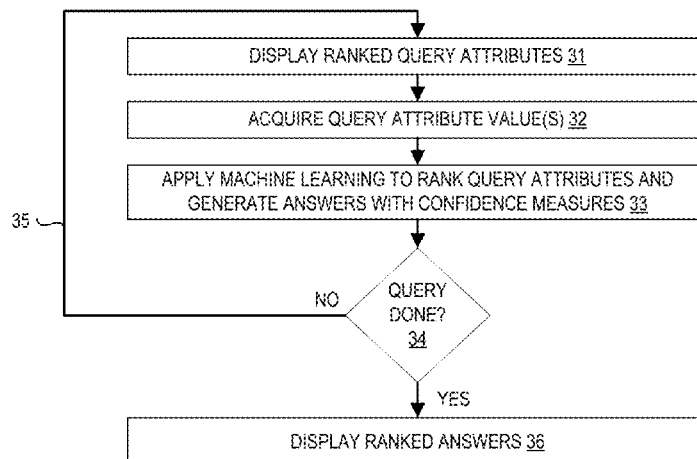 DISPLAY RANKED QUERY ATTRIBUTES 31
ACQUIRE QUERY ATTRIBUTE VALUE(S) 32
APPLY MACHINE LEARNING TO RANK QUERY ATTRIBUTES AND
GENERATE ANSWERS WITH CONFIDENCE MEASURES 33
35
NO
QUERY
DONE?
34
YES
DISPLAY RANKED ANSWERS 36